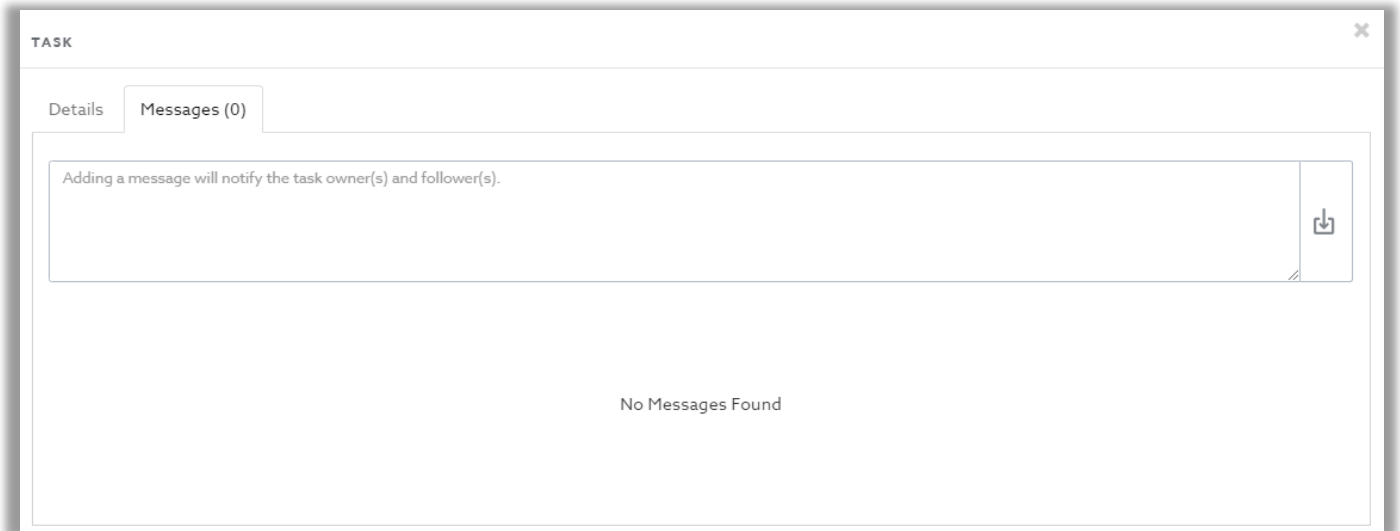 TASK
Details
Messages (0)
Adding a message will notify the task owner(s) and follower(s).
No Messages Found